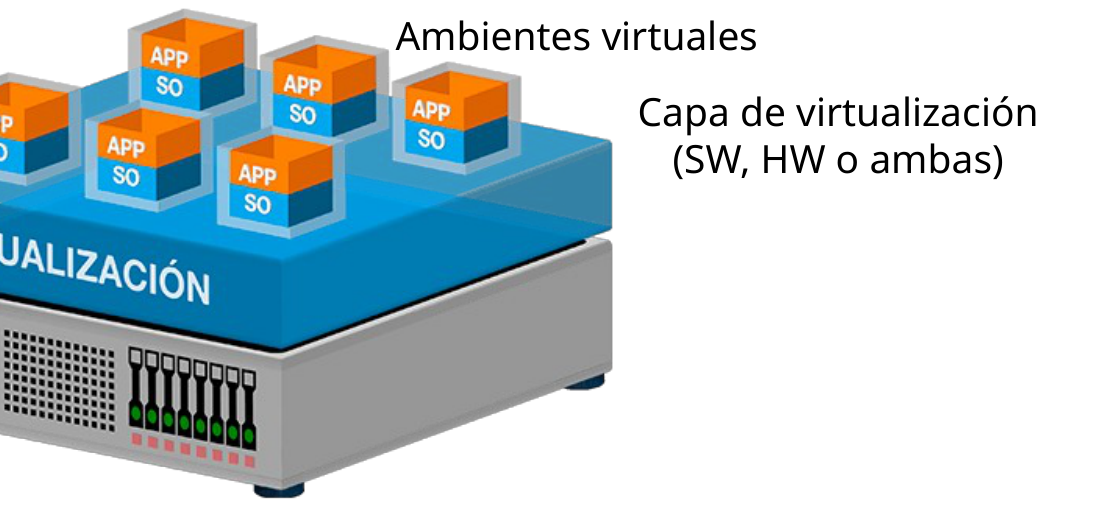 Ambientes virtuales
Capa de virtualización
(SW, HW o ambas)
APP
SO
APP
SO
APP
SO
APP
SO
APP
SO
P
O
UALIZACIÓN